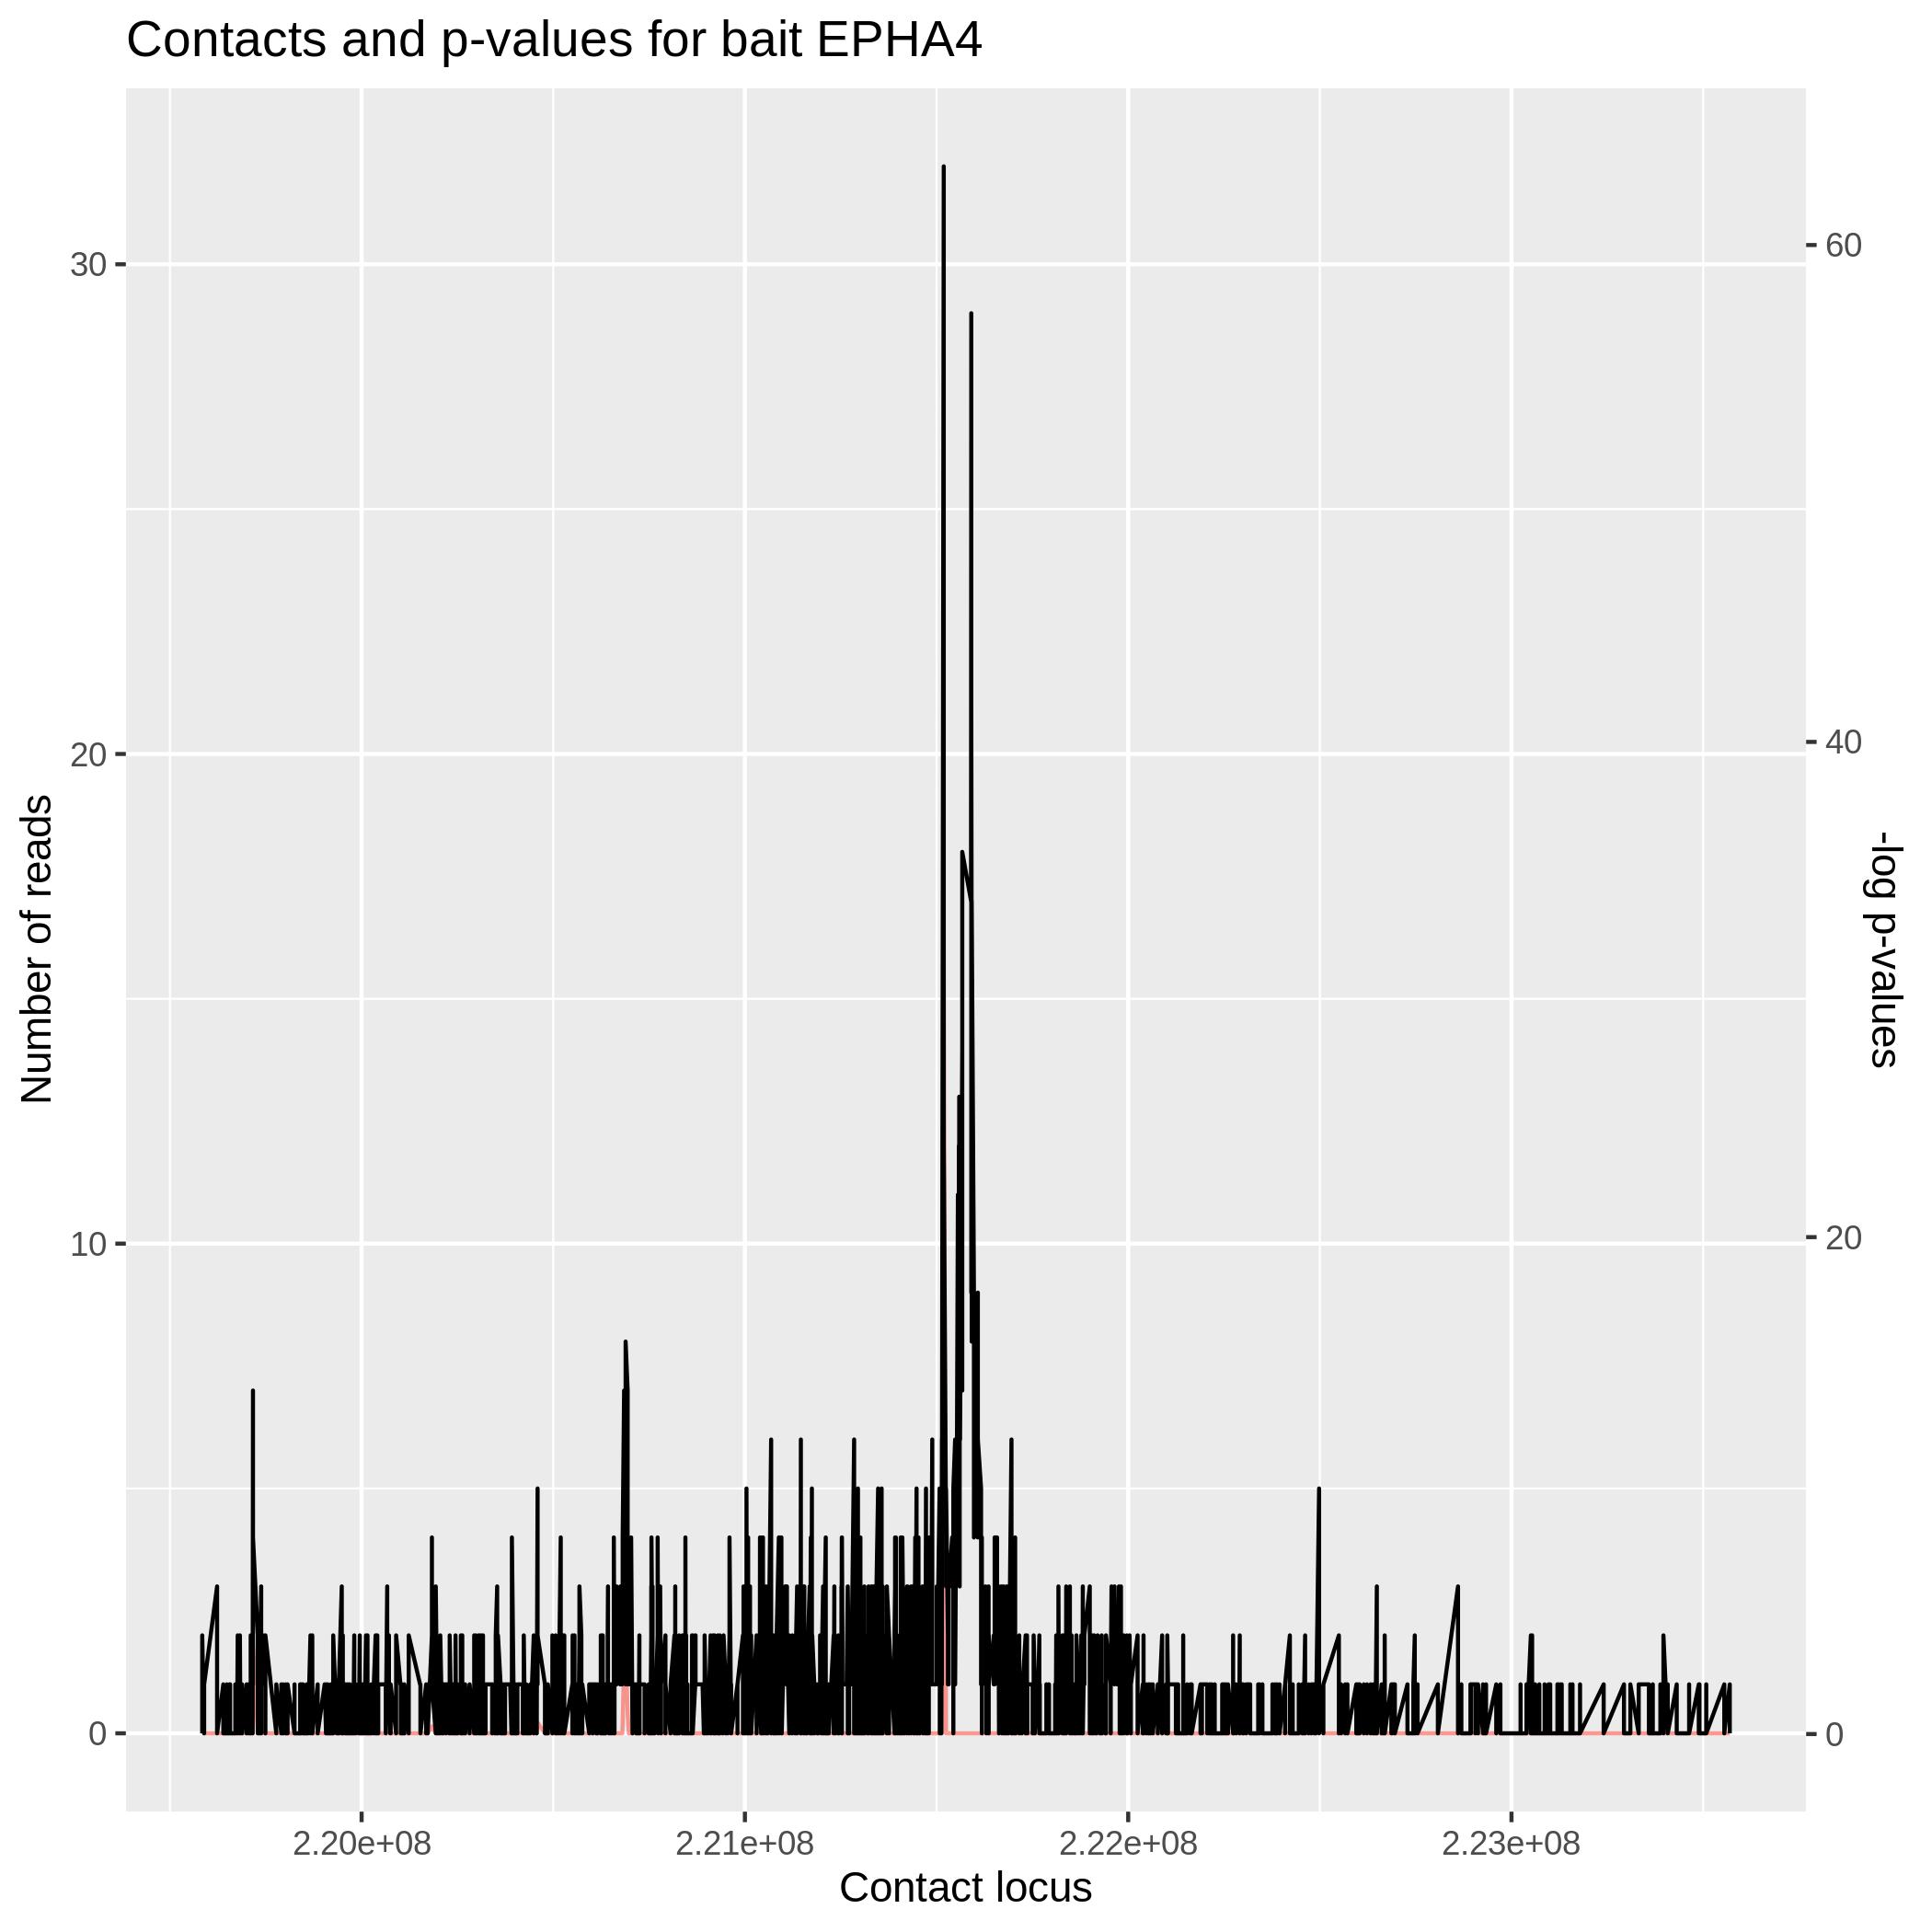 Contacts and p-values for bait EPHA4
30
20
10
0
60
40
20
0
Number of reads
-log p-values
2.20e+08
2.21e+08
2.22e+08
2.23e+08
Contact locus